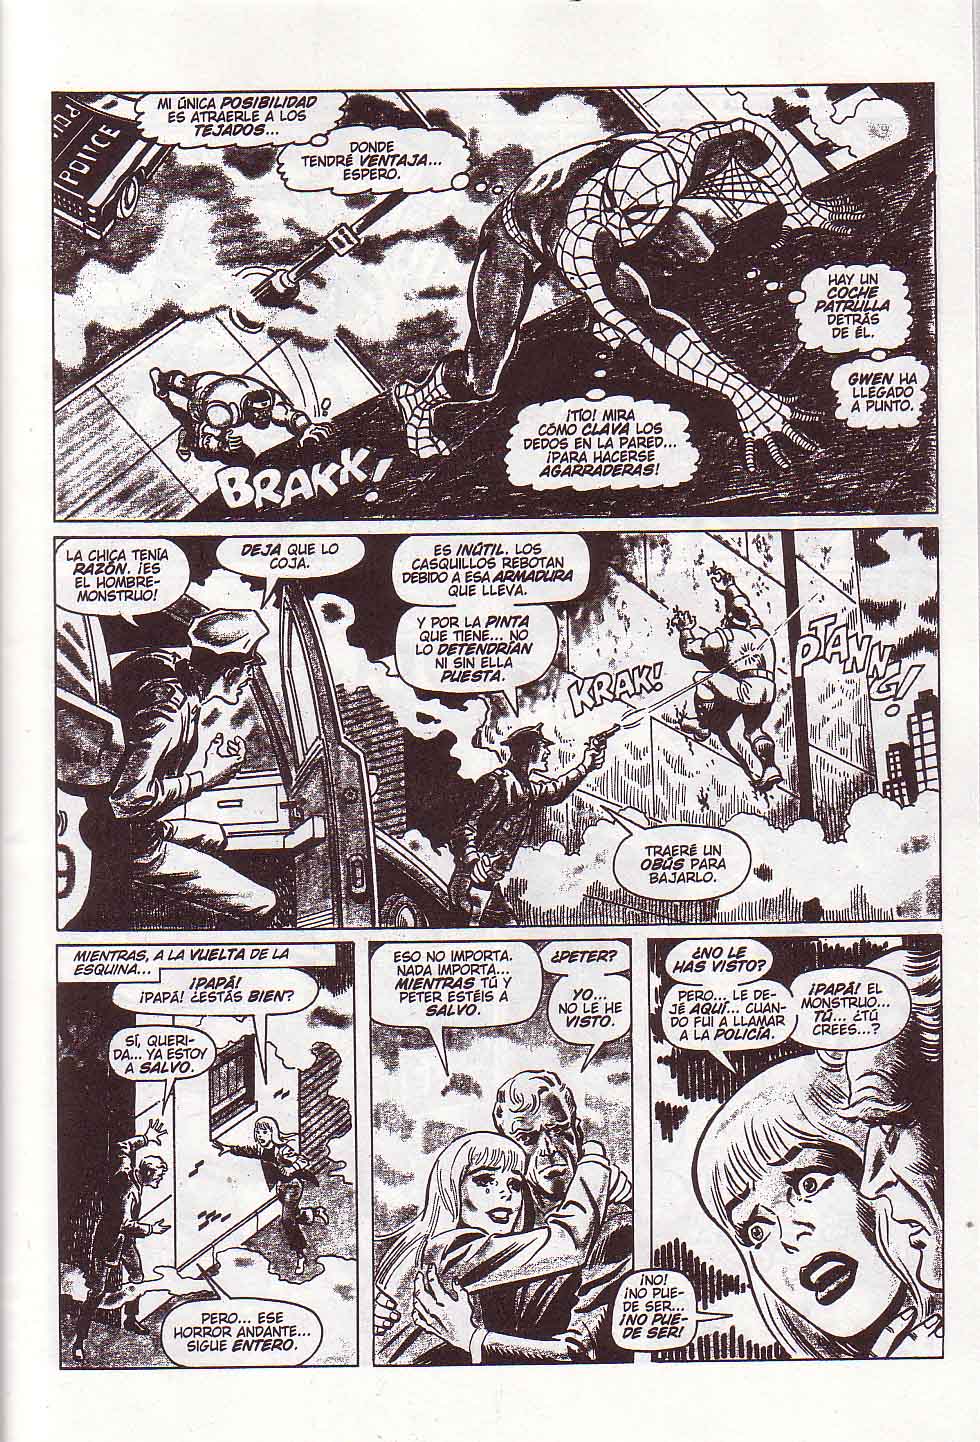 POLICE
MI ÚNICA POSIBILIDAD
ES ATRAERLE A LOS
TEJADOS...
DONDE
TENDRÉ VENTAJA...
ESPERO.
HAY UN
COCHE
PATRULLA
DETRÁS
DE ÉL.
GWEN HA
LLEGADO
A PUNTO.
¡TÍO! MIRA
CÓMO CLAVA LOS
DEDOS EN LA PARED...
¡PARA HACERSE
AGARRADERAS!
BRAKK!
LA CHICA TENÍA
RAZÓN. ¡ES
EL HOMBRE-
MONSTRUO!
DEJA QUE LO
COJA.
ES INÚTIL. LOS
CASQUILLOS REBOTAN
DEBIDO A ESA ARMADURA
QUE LLEVA.
Y POR LA PINTA
QUE TIENE... NO
LO DETENDRÍAN
NI SIN ELLA
PUESTA.
KRAK!
PTANNNG!
TRAERÉ UN
OBÚS PARA
BAJARLO.
MIENTRAS, A LA VUELTA DE LA
ESQUINA...
¡PAPÁ!
¡PAPÁ! ¿ESTÁS BIEN?
SÍ, QUERI-
DA... YA ESTOY
A SALVO.
PERO... ESE
HORROR ANDANTE...
SIGUE ENTERO.
ESO NO IMPORTA.
NADA IMPORTA...
MIENTRAS TÚ Y
PETER ESTÉIS A
SALVO.
¿PETER?
YO...
NO LE HE
VISTO.
¿NO LE
HAS VISTO?
PERO... LE DE-
JÉ AQUÍ... CUAN-
DO FUI A LLAMAR
A LA POLICÍA.
¡PAPÁ! EL
MONSTRUO...
TÚ... ¿TÚ
CREES...?
¡NO!
¡NO PUE-
DE SER...
¡NO PUE-
DE SER!